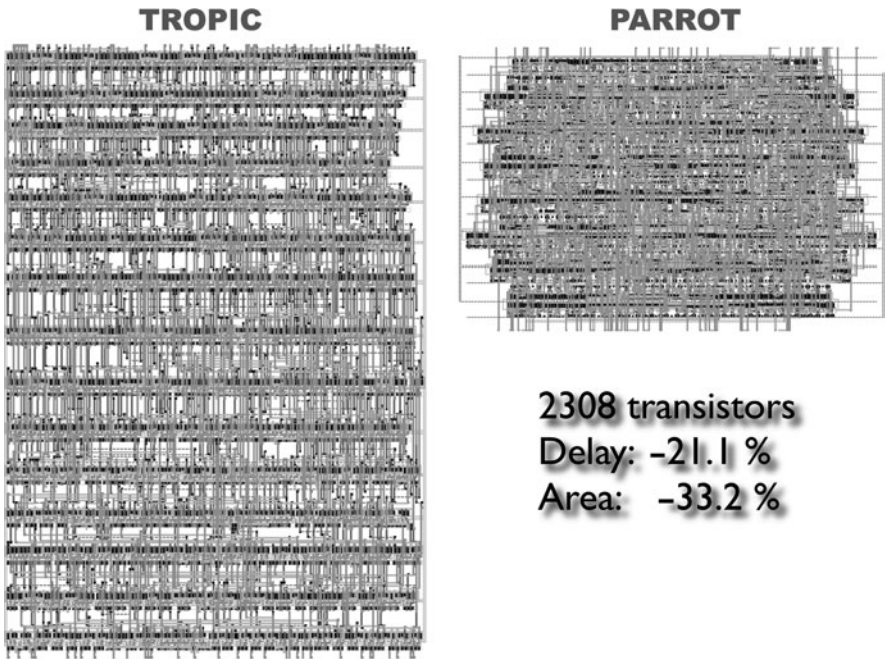 TROPIC
PARROT
2308 transistors
Delay: –21.1 %
Area: –33.2 %